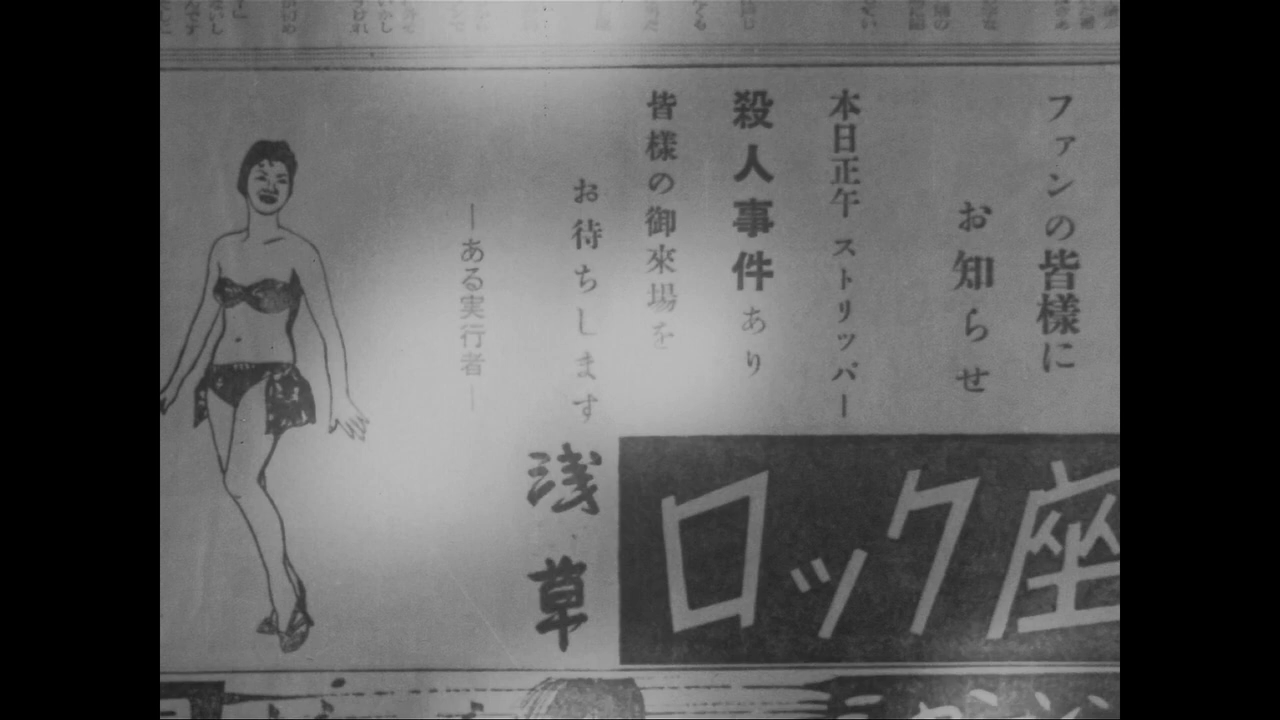 ファンの皆様に
お知らせ
本日正午 ストリッパー
殺人事件あり
皆様の御來場を
お待ちします
―ある実行者―
浅草
ロック座